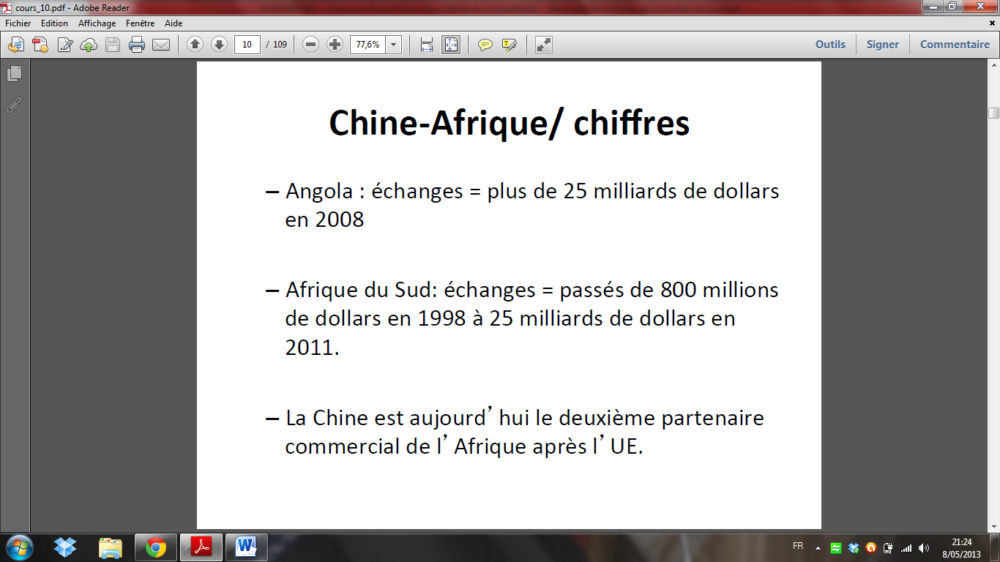 cours_10.pdf - Adobe Reader
Fichier Edition Affichage Fenêtre Aide
10 / 109 77,6% Outils Signer Commentaire
Chine-Afrique/ chiffres
– Angola : échanges = plus de 25 milliards de dollars
en 2008
– Afrique du Sud: échanges = passés de 800 millions
de dollars en 1998 à 25 milliards de dollars en
2011.
– La Chine est aujourd’ hui le deuxième partenaire
commercial de l’ Afrique après l’ UE.
FR 21:24
8/05/2013